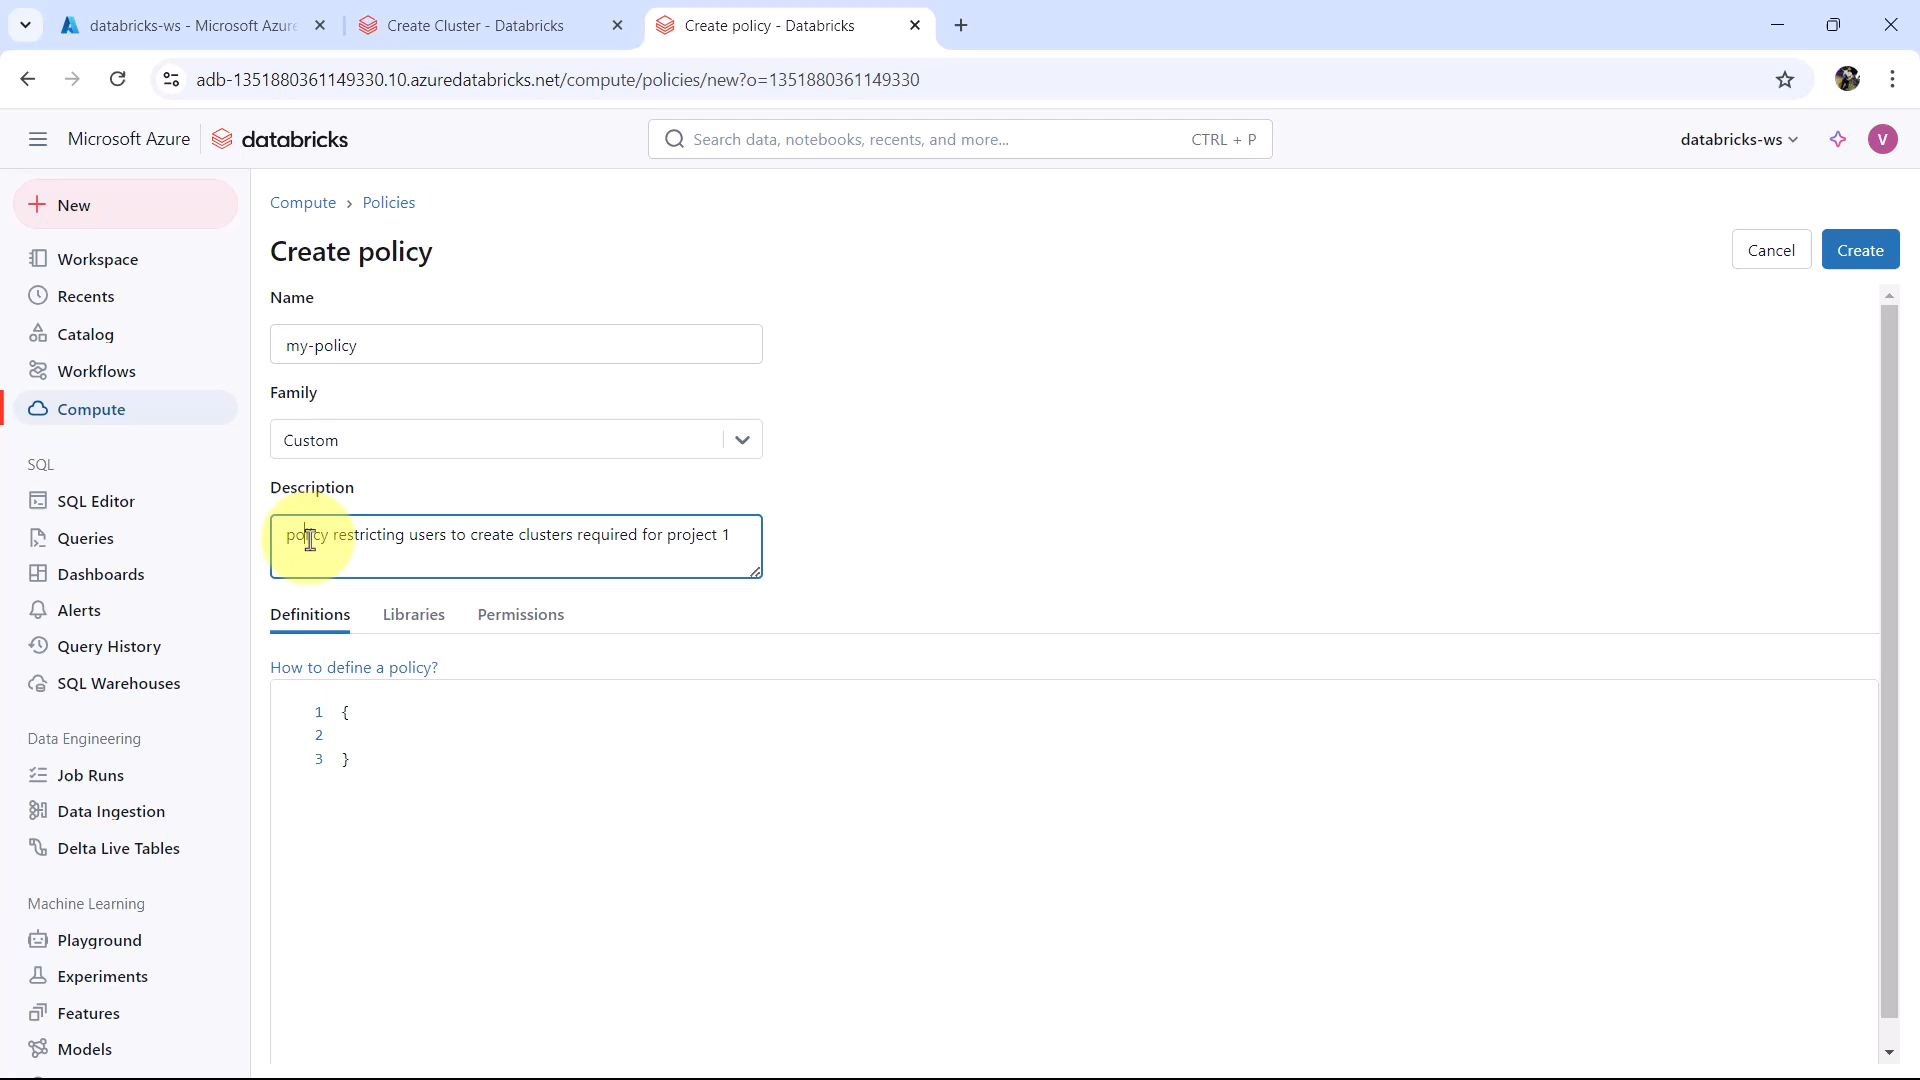 databricks-ws - Microsoft Azure
Create Cluster - Databricks
Create policy - Databricks
adb-1351880361149330.10.azuredatabricks.net/compute/policies/new?o=1351880361149330
Microsoft Azure
databricks
Search data, notebooks, recents, and more...
CTRL + P
databricks-ws
V
New
Workspace
Recents
Catalog
Workflows
Compute
SQL
SQL Editor
Queries
Dashboards
Alerts
Query History
SQL Warehouses
Data Engineering
Job Runs
Data Ingestion
Delta Live Tables
Machine Learning
Playground
Experiments
Features
Models
Compute › Policies
Create policy
Cancel
Create
Name
my-policy
Family
Custom
Description
policy restricting users to create clusters required for project 1
Definitions
Libraries
Permissions
How to define a policy?
1 {
2
3 }